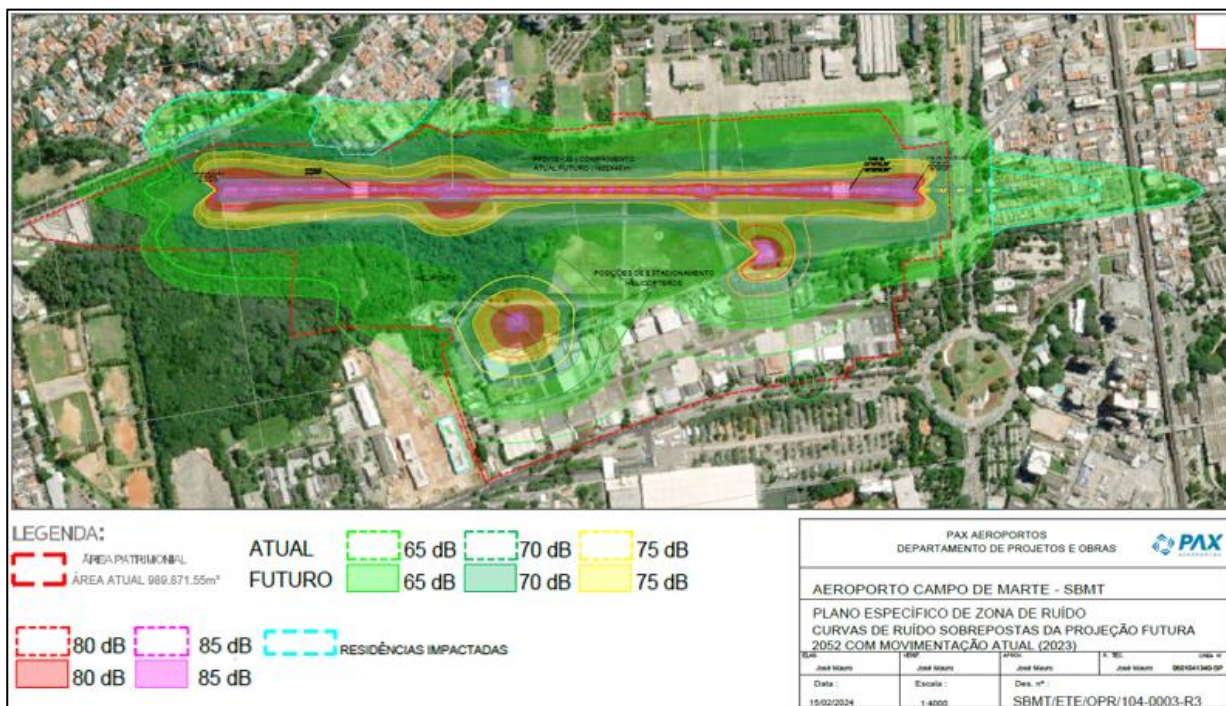 POSIÇÕES DE ESTACIONAMENTO
HELICÓPTEROS
LEGENDA:
ÁREA PATRIMONIAL
ÁREA ATUAL 989.871.55m²
ATUAL 65 dB 70 dB 75 dB
FUTURO 65 dB 70 dB 75 dB
80 dB 85 dB RESIDÊNCIAS IMPACTADAS
80 dB 85 dB
PAX AEROPORTOS
DEPARTAMENTO DE PROJETOS E OBRAS
PAX
AEROPORTOS
AEROPORTO CAMPO DE MARTE - SBMT
PLANO ESPECÍFICO DE ZONA DE RUÍDO
CURVAS DE RUÍDO SOBREPOSTAS DA PROJEÇÃO FUTURA
2052 COM MOVIMENTAÇÃO ATUAL (2023)
José Mauro José Mauro José Mauro José Mauro
Data : Escala : Des. nº :
15/02/2024 1:4000 SBMT/ETE/OPR/104-0003-R3